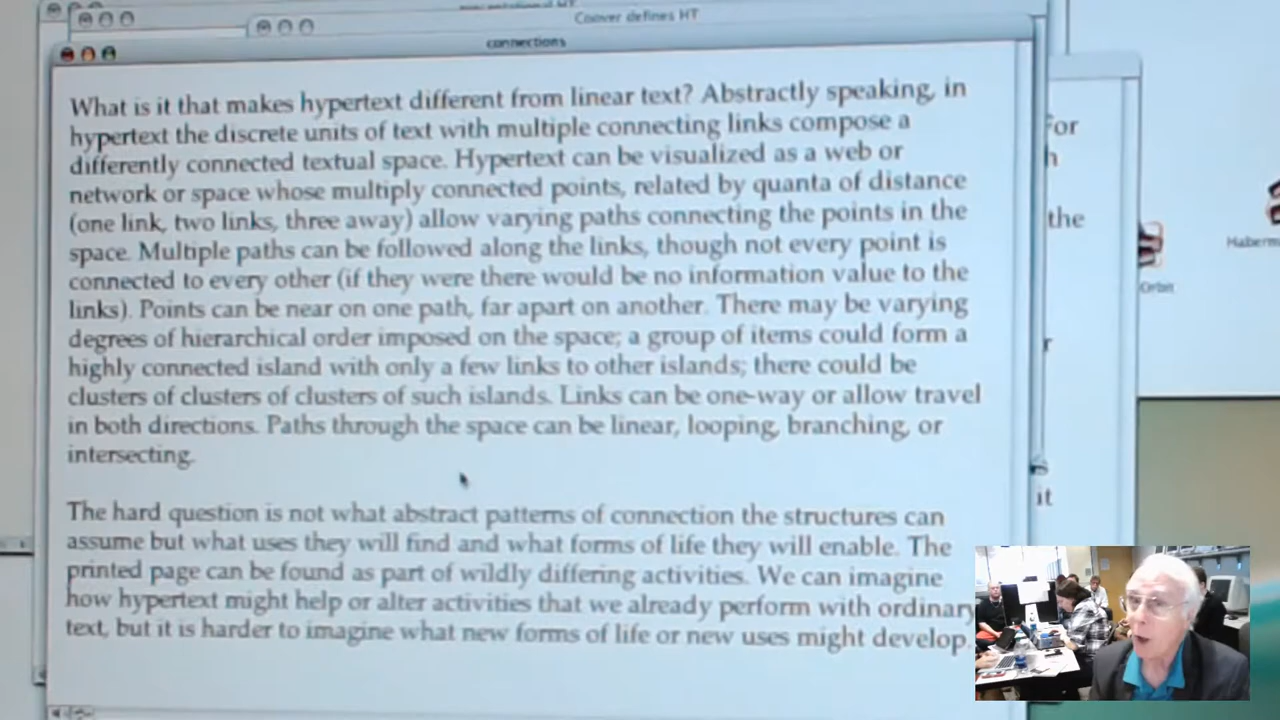 Coover defines HT
connections
What is it that makes hypertext different from linear text? Abstractly speaking, in
hypertext the discrete units of text with multiple connecting links compose a
differently connected textual space. Hypertext can be visualized as a web or
network or space whose multiply connected points, related by quanta of distance
(one link, two links, three away) allow varying paths connecting the points in the
space. Multiple paths can be followed along the links, though not every point is
connected to every other (if they were there would be no information value to the
links). Points can be near on one path, far apart on another. There may be varying
degrees of hierarchical order imposed on the space; a group of items could form a
highly connected island with only a few links to other islands; there could be
clusters of clusters of clusters of such islands. Links can be one-way or allow travel
in both directions. Paths through the space can be linear, looping, branching, or
intersecting.
The hard question is not what abstract patterns of connection the structures can
assume but what uses they will find and what forms of life they will enable. The
printed page can be found as part of wildly differing activities. We can imagine
how hypertext might help or alter activities that we already perform with ordinary
text, but it is harder to imagine what new forms of life or new uses might develop.
For
h
the
r
s
it
Haberm
Orbit